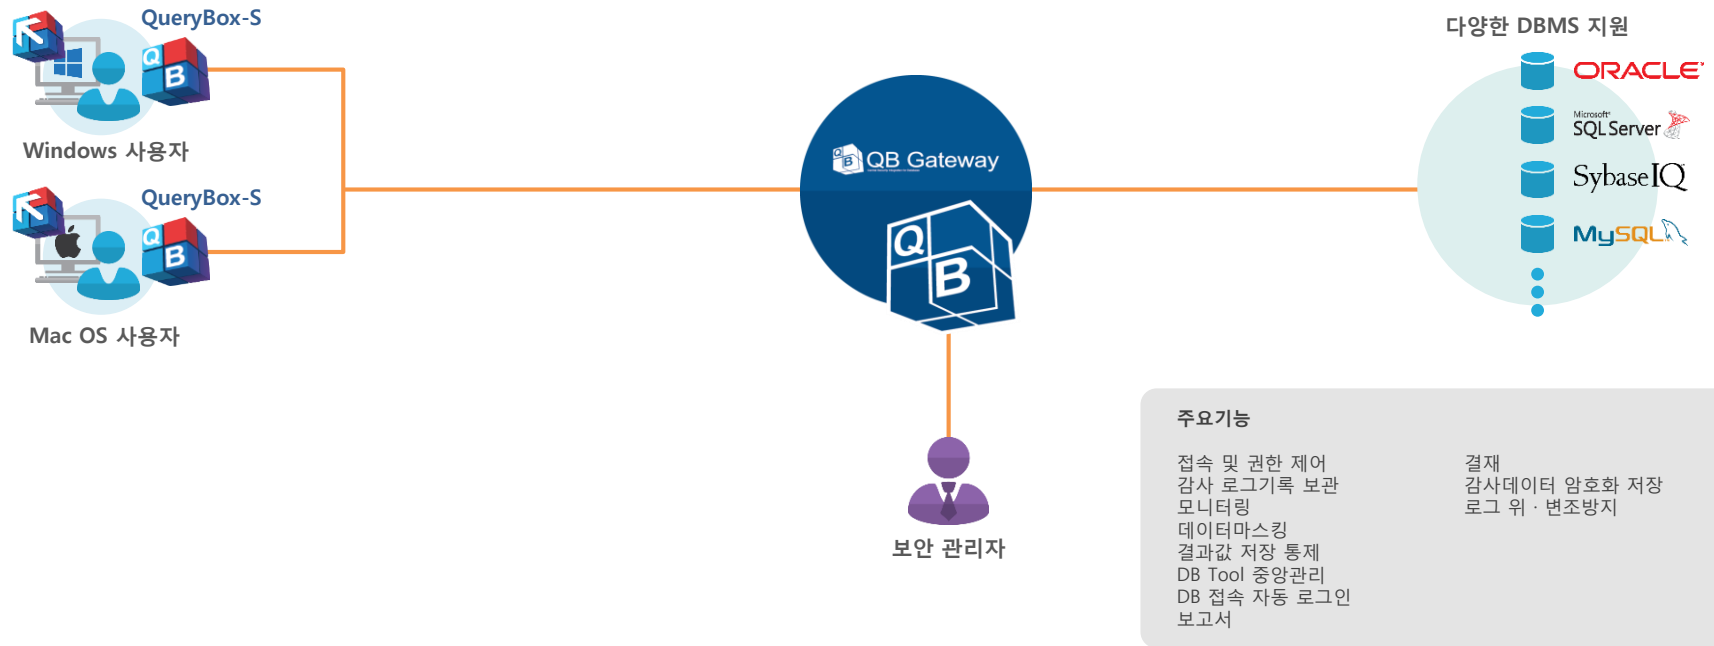 QueryBox-S
Q
B
Windows 사용자
QueryBox-S
Q
B
Mac OS 사용자
Q
B
QB Gateway
Q
B
보안 관리자
다양한 DBMS 지원
ORACLE
Microsoft
SQL Server
Sybase IQ
MySQL
주요기능
접속 및 권한 제어
감사 로그기록 보관
모니터링
데이터마스킹
결과값 저장 통제
DB Tool 중앙관리
DB 접속 자동 로그인
보고서
결재
감사데이터 암호화 저장
로그 위 · 변조방지